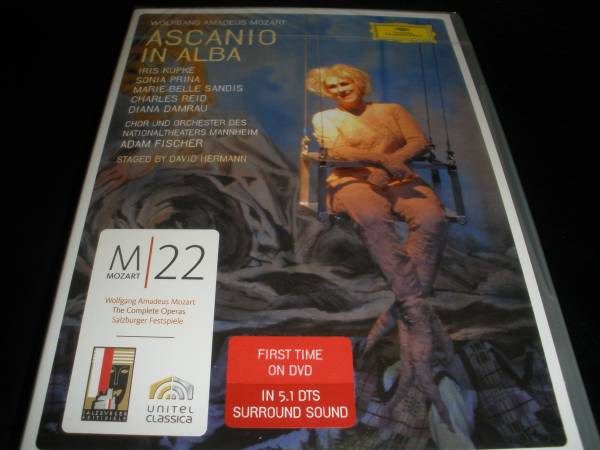 WOLFGANG AMADEUS MOZART
ASCANIO
IN ALBA
IRIS KUPKE
SONIA PRINA
MARIE-BELLE SANDIS
CHARLES REID
DIANA DAMRAU
CHOR UND ORCHESTER DES
NATIONALTHEATERS MANNHEIM
ADAM FISCHER
STAGED BY DAVID HERMANN
M|22
MOZART
Wolfgang Amadeus Mozart
The Complete Operas
Salzburger Festspiele
SALZBURGER
FESTSPIELE
UNITEL
CLASSICA
FIRST TIME
ON DVD
IN 5.1 DTS
SURROUND SOUND